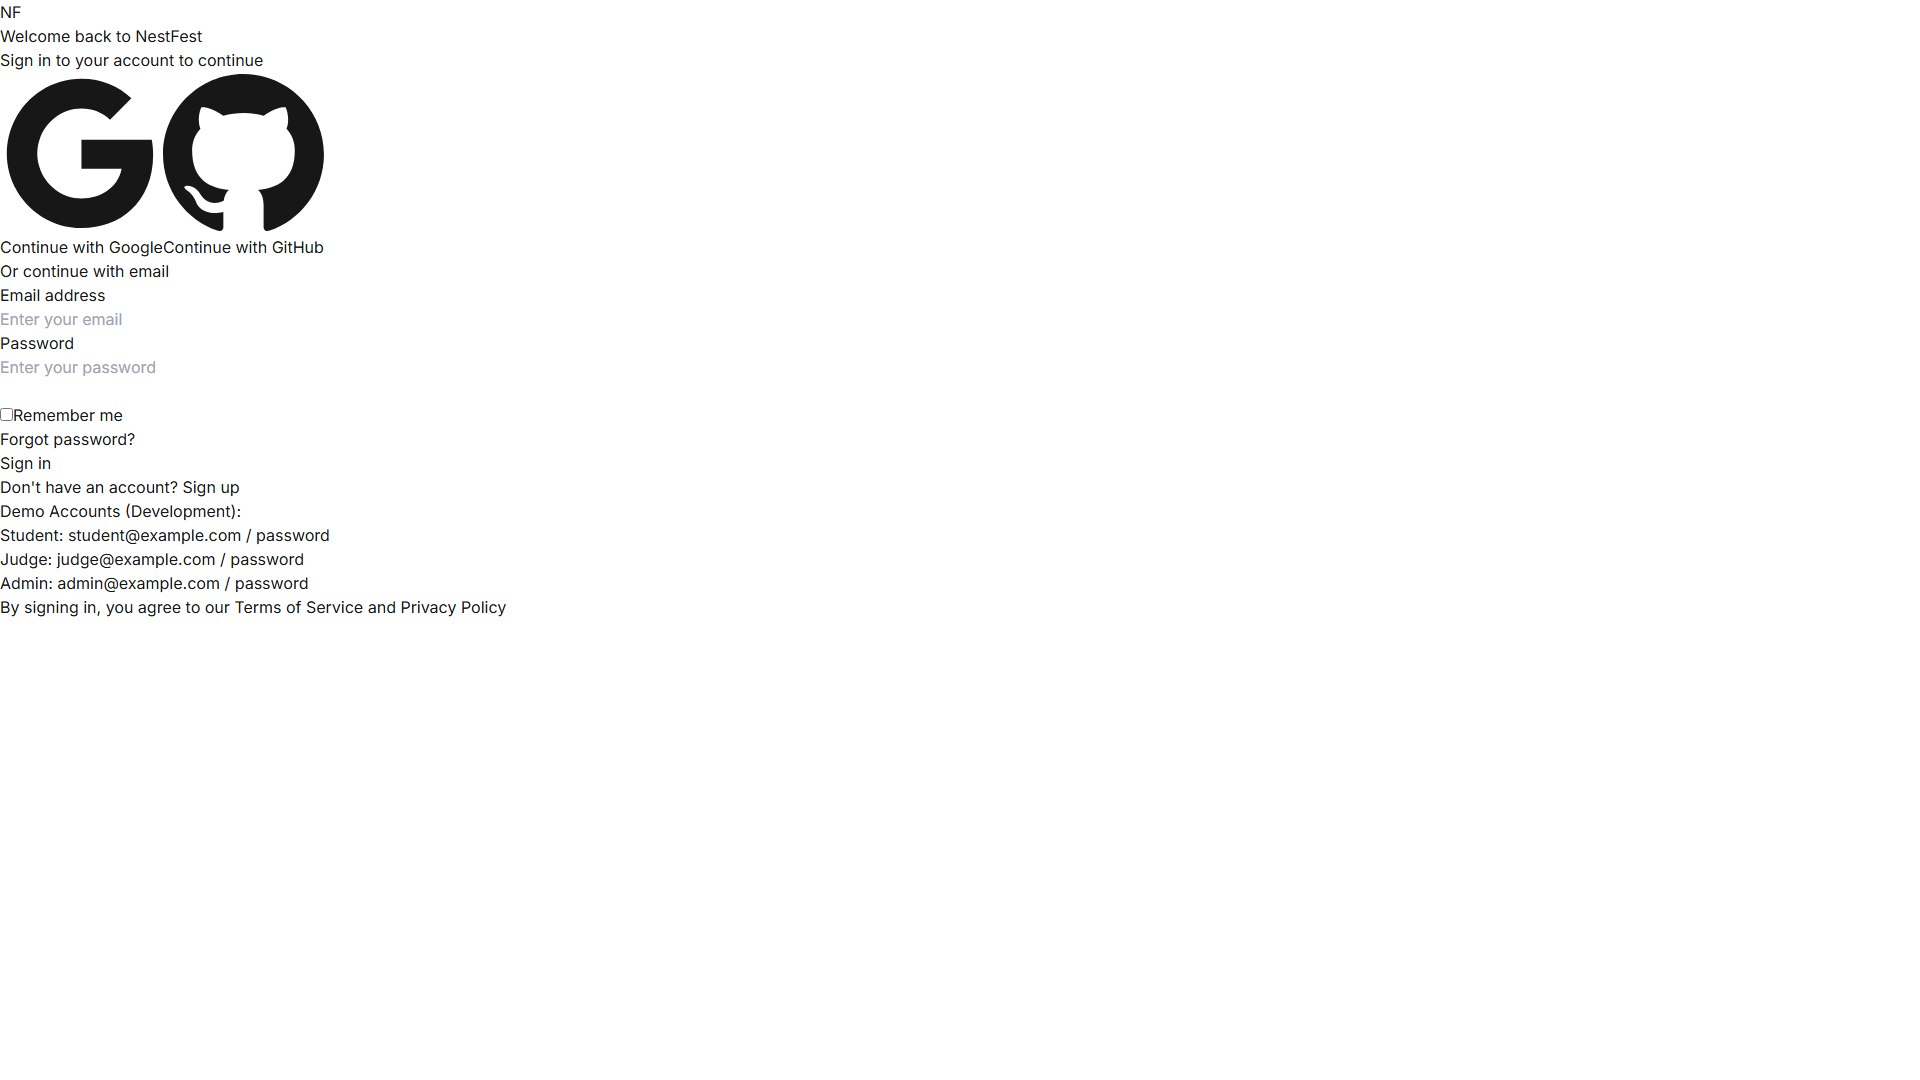 NF
Welcome back to NestFest
Sign in to your account to continue
Continue with GoogleContinue with GitHub
Or continue with email
Email address
Enter your email
Password
Enter your password
Remember me
Forgot password?
Sign in
Don't have an account? Sign up
Demo Accounts (Development):
Student: student@example.com / password
Judge: judge@example.com / password
Admin: admin@example.com / password
By signing in, you agree to our Terms of Service and Privacy Policy